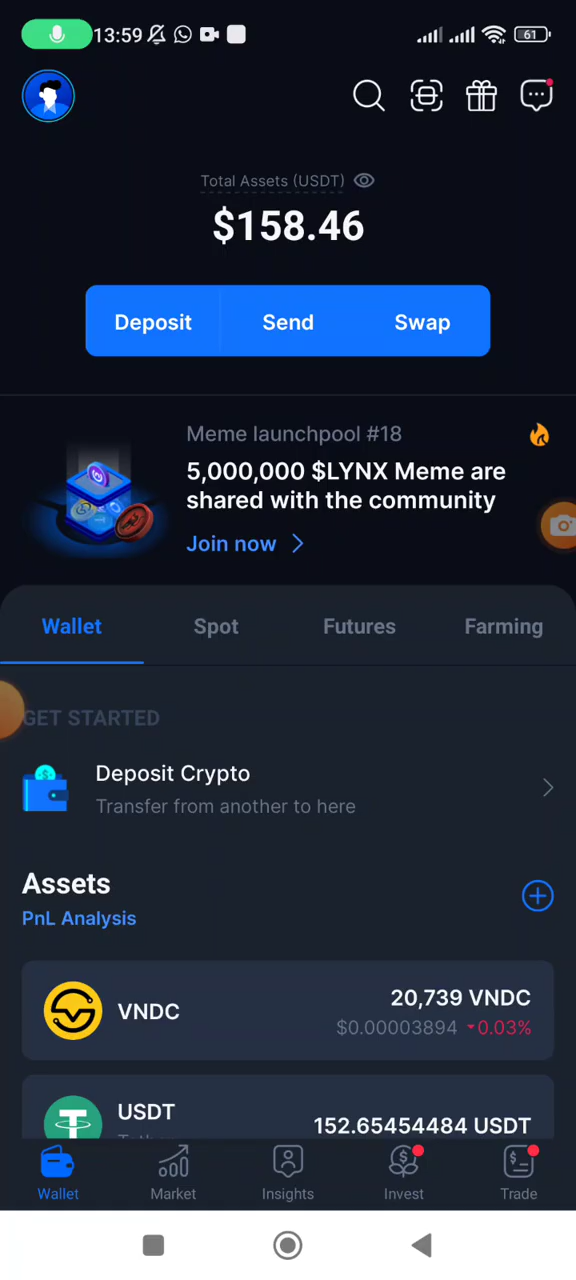 13:59
61
Total Assets (USDT)
$158.46
Deposit Send Swap
Meme launchpool #18
5,000,000 $LYNX Meme are
shared with the community
Join now
Wallet Spot Futures Farming
GET STARTED
Deposit Crypto
Transfer from another to here
Assets
PnL Analysis
VNDC
20,739 VNDC
$0.00003894 0.03%
USDT
152.65454484 USDT
Wallet Market Insights Invest Trade